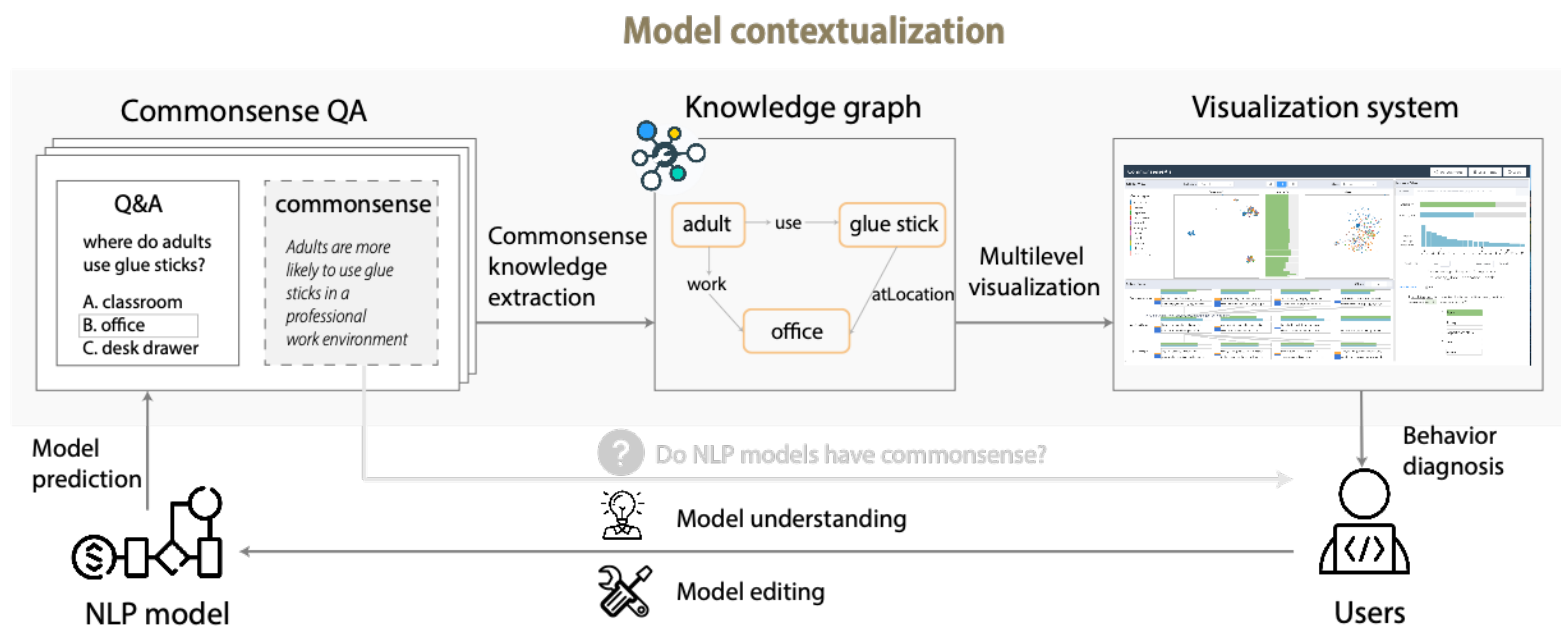 Model contextualization
Commonsense QA
Knowledge graph
Visualization system
Q&A
where do adults
use glue sticks?
A. classroom
B. office
C. desk drawer
commonsense
Adults are more
likely to use glue
sticks in a
professional
work environment
Commonsense
knowledge
extraction
adult
use
glue stick
work
atLocation
office
Multilevel
visualization
Model
prediction
? Do NLP models have commonsense?
Behavior
diagnosis
Model understanding
Model editing
NLP model
</>
Users